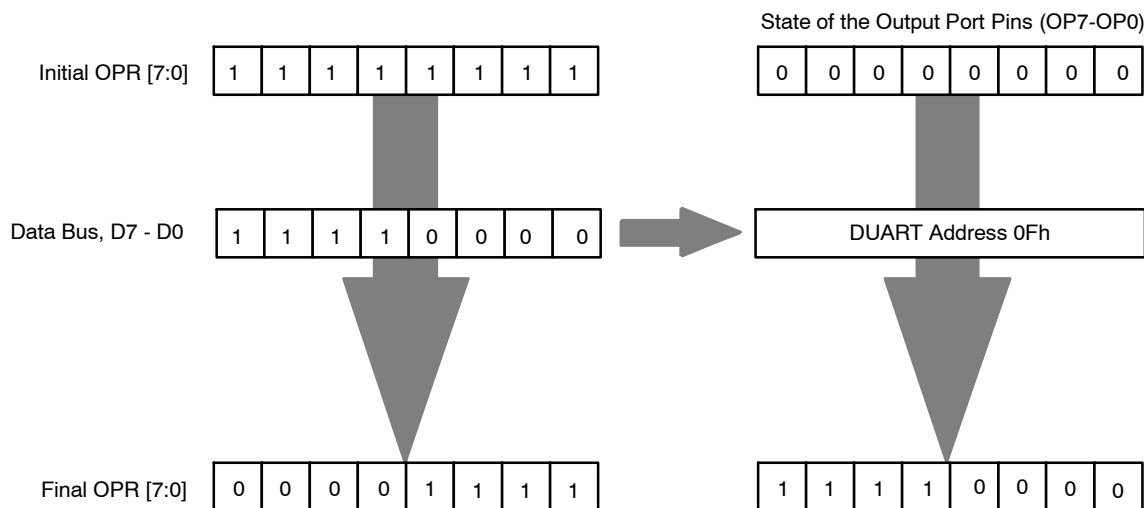 State of the Output Port Pins (OP7-OP0)
Initial OPR [7:0] 1 1 1 1 1 1 1 1 0 0 0 0 0 0 0 0
Data Bus, D7 - D0 1 1 1 1 0 0 0 0 DUART Address 0Fh
Final OPR [7:0] 0 0 0 0 1 1 1 1 1 1 1 1 0 0 0 0